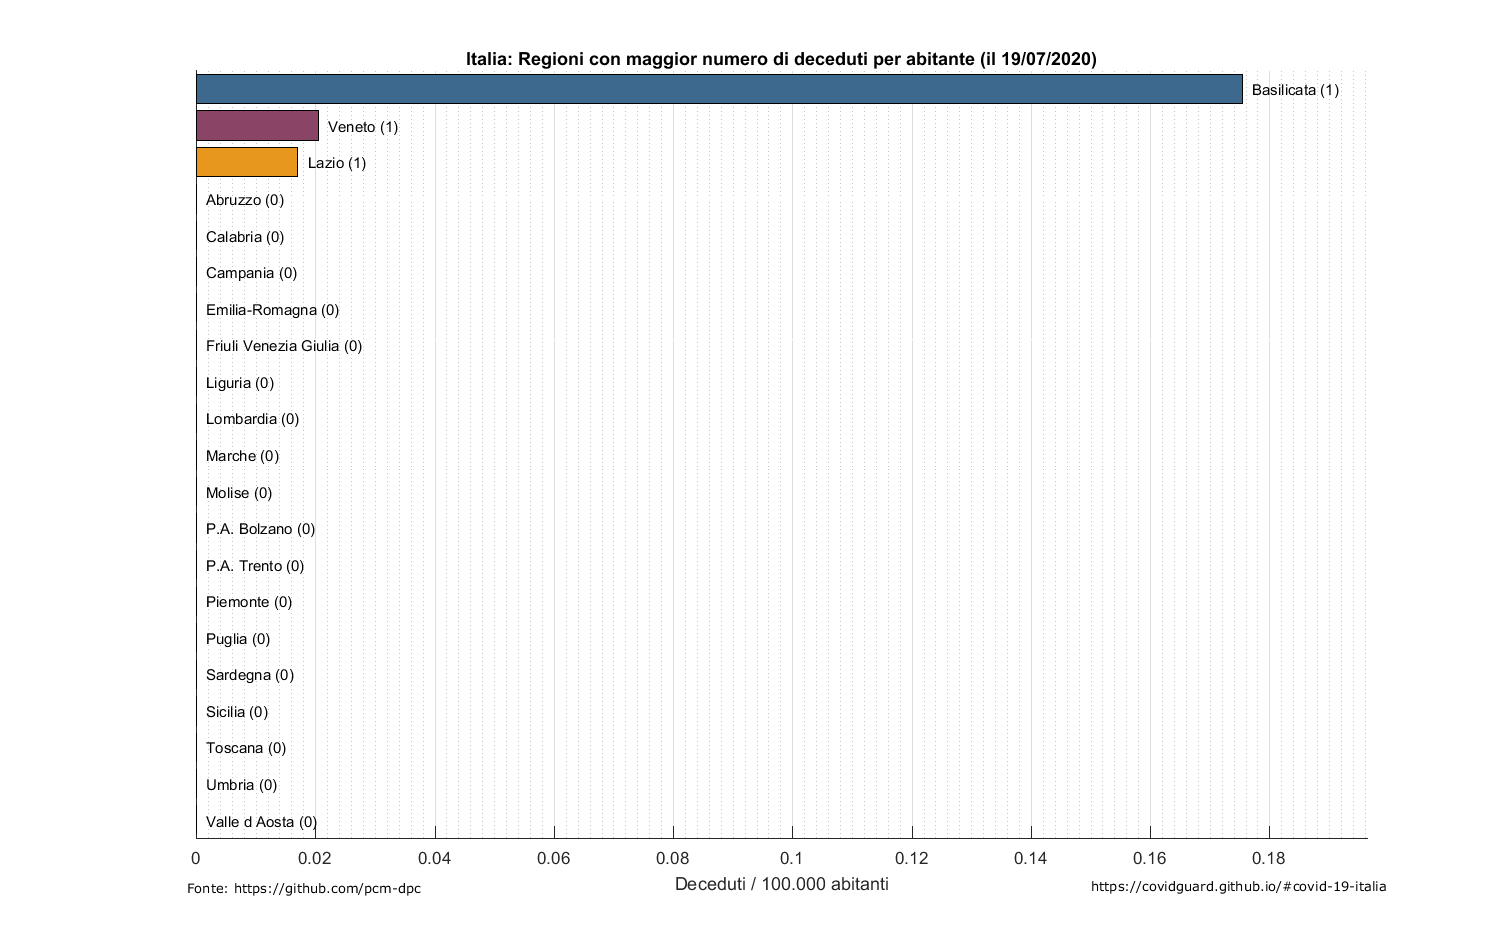 Italia: Regioni con maggior numero di deceduti per abitante (il 19/07/2020)
Basilicata (1)
Veneto (1)
Lazio (1)
Abruzzo (0)
Calabria (0)
Campania (0)
Emilia-Romagna (0)
Friuli Venezia Giulia (0)
Liguria (0)
Lombardia (0)
Marche (0)
Molise (0)
P.A. Bolzano (0)
P.A. Trento (0)
Piemonte (0)
Puglia (0)
Sardegna (0)
Sicilia (0)
Toscana (0)
Umbria (0)
Valle d Aosta (0)
0 0.02 0.04 0.06 0.08 0.1 0.12 0.14 0.16 0.18
Deceduti / 100.000 abitanti
Fonte: https://github.com/pcm-dpc
https://covidguard.github.io/#covid-19-italia